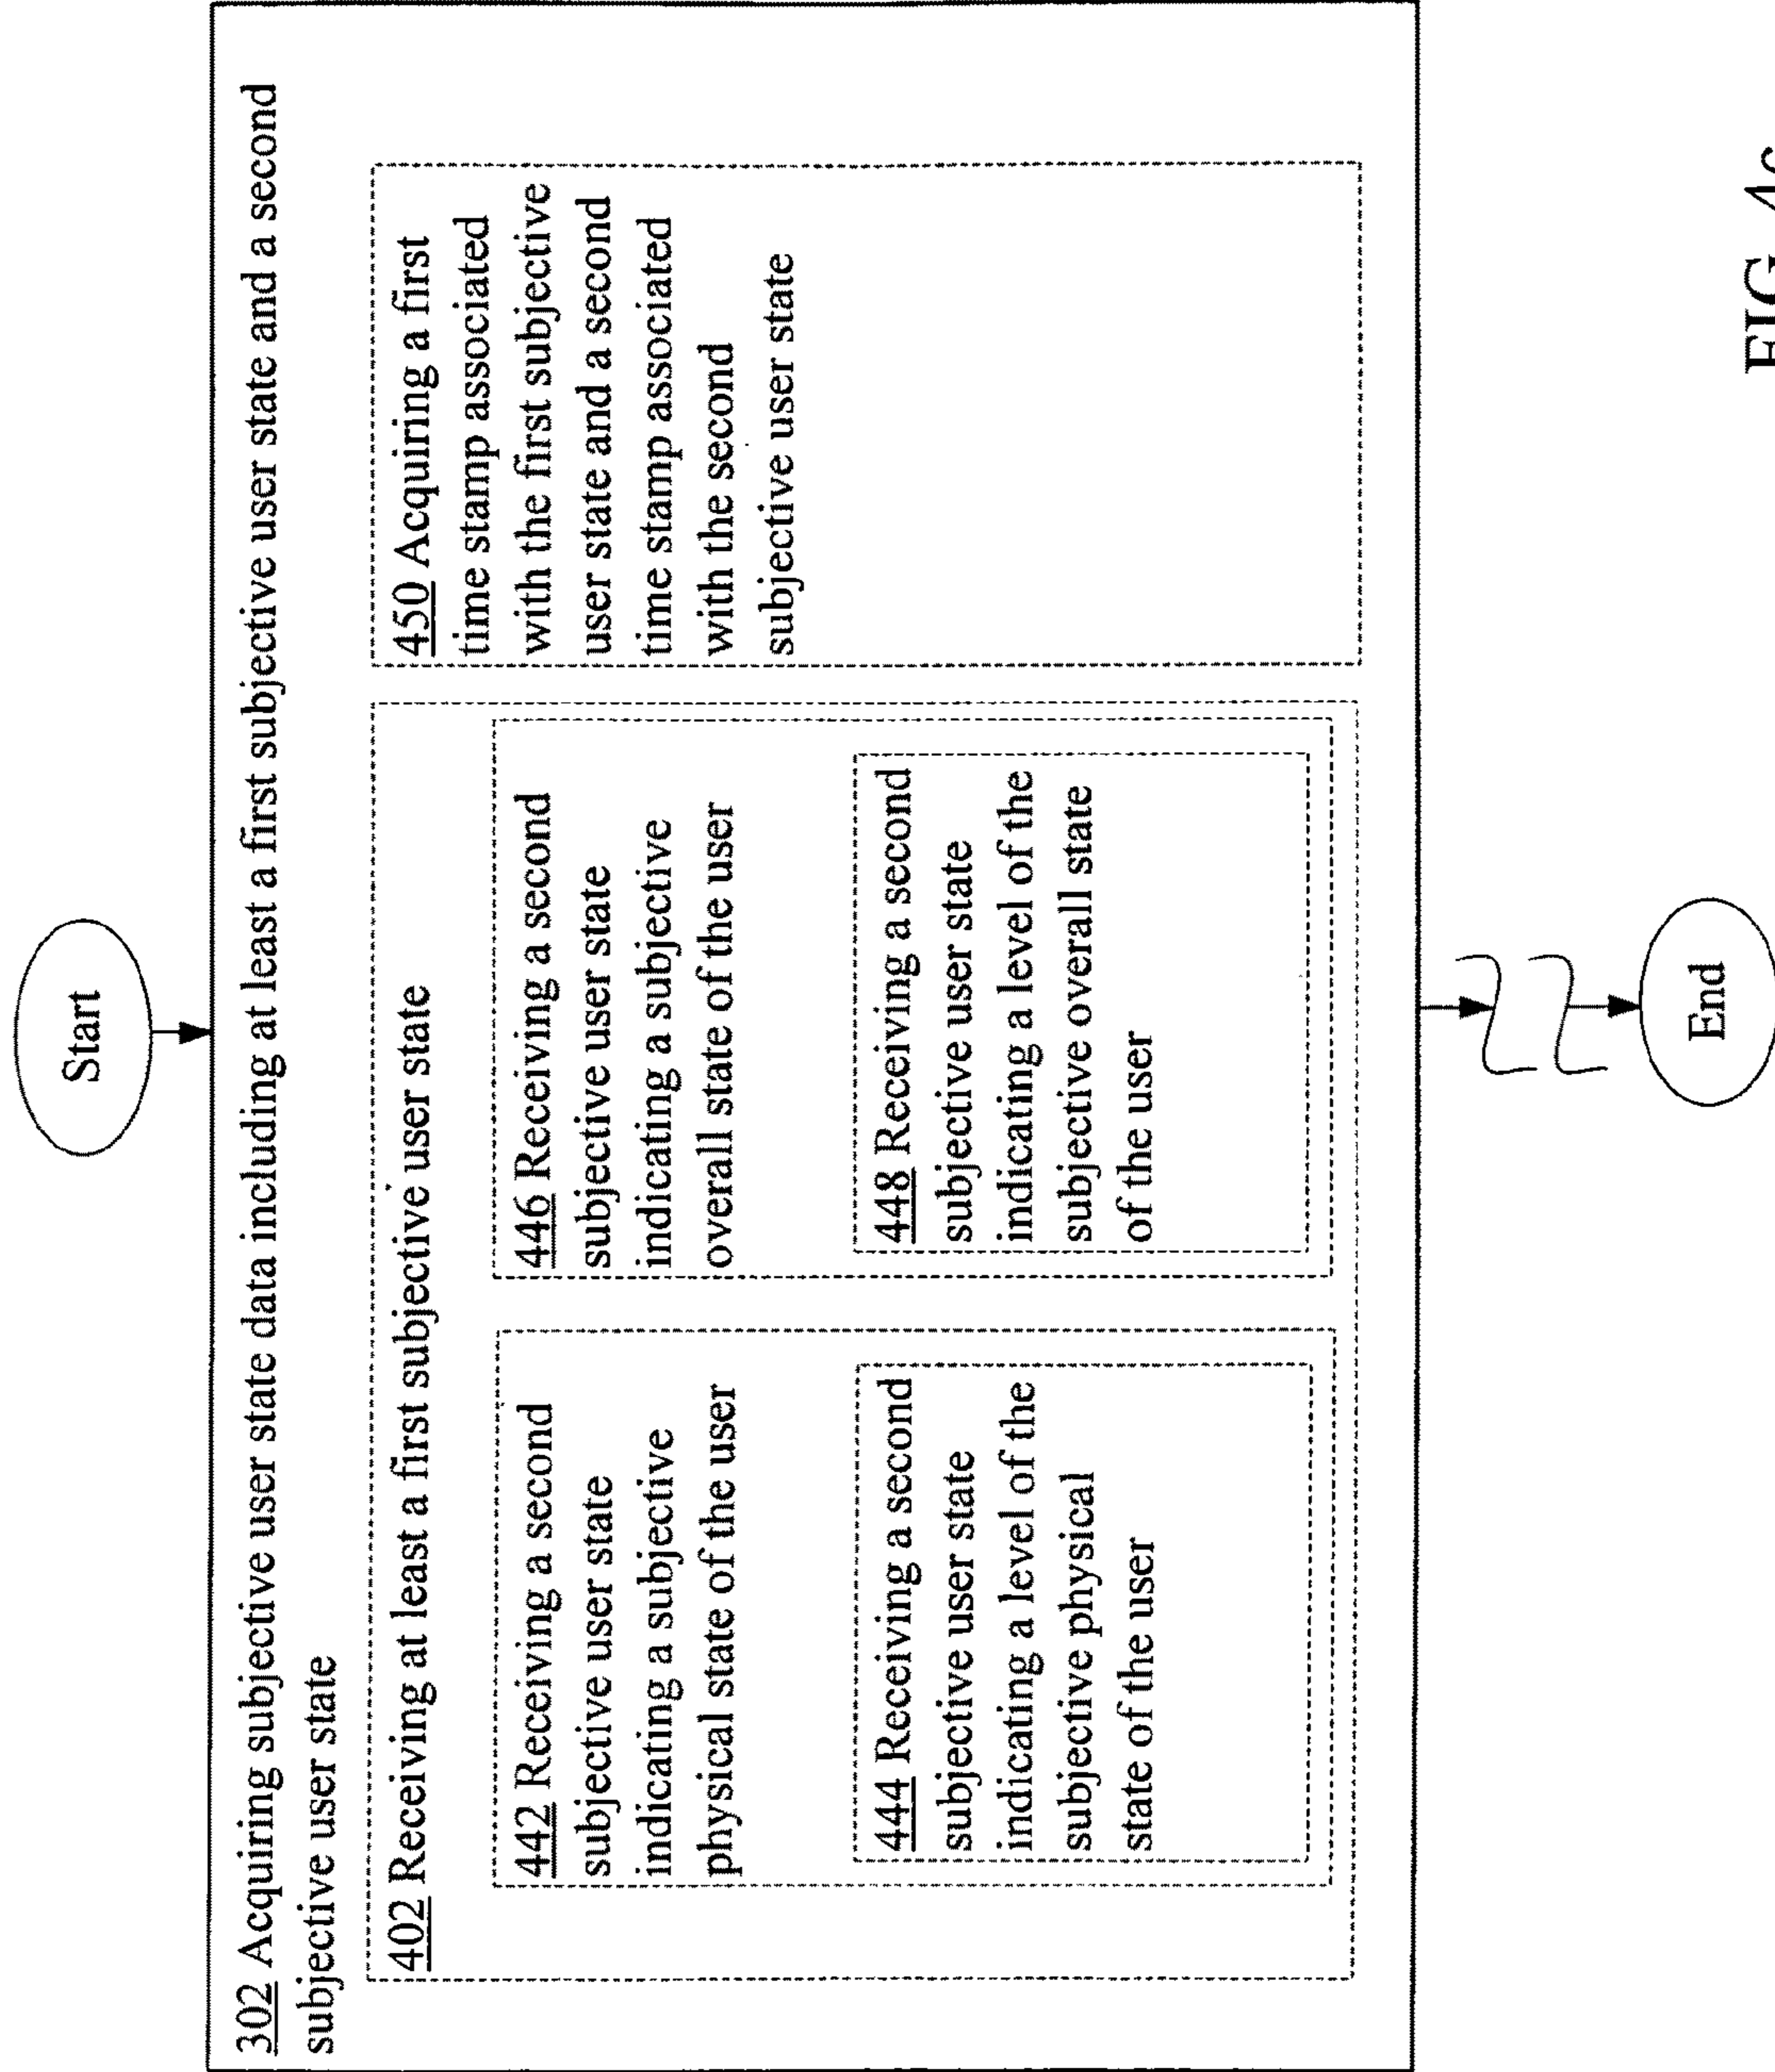 Start
302 Acquiring subjective user state data including at least a first subjective user state and a second
subjective user state
402 Receiving at least a first subjective user state
442 Receiving a second
subjective user state
indicating a subjective
physical state of the user
444 Receiving a second
subjective user state
indicating a level of the
subjective physical
state of the user
446 Receiving a second
subjective user state
indicating a subjective
overall state of the user
448 Receiving a second
subjective user state
indicating a level of the
subjective overall state
of the user
450 Acquiring a first
time stamp associated
with the first subjective
user state and a second
time stamp associated
with the second
subjective user state
End
FIG.